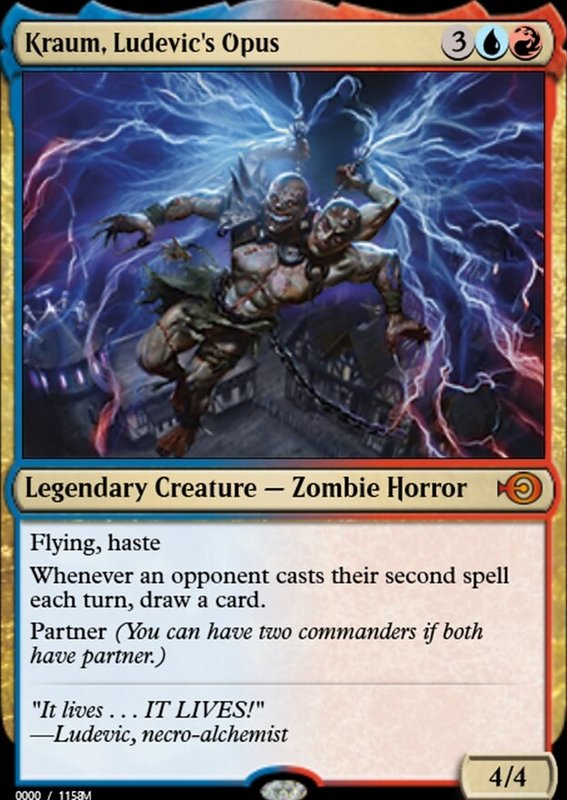 Kraum, Ludevic's Opus 3
Legendary Creature — Zombie Horror
Flying, haste
Whenever an opponent casts their second spell
each turn, draw a card.
Partner (You can have two commanders if both
have partner.)
"It lives . . . IT LIVES!"
—Ludevic, necro-alchemist
4/4
0000 / 1158M